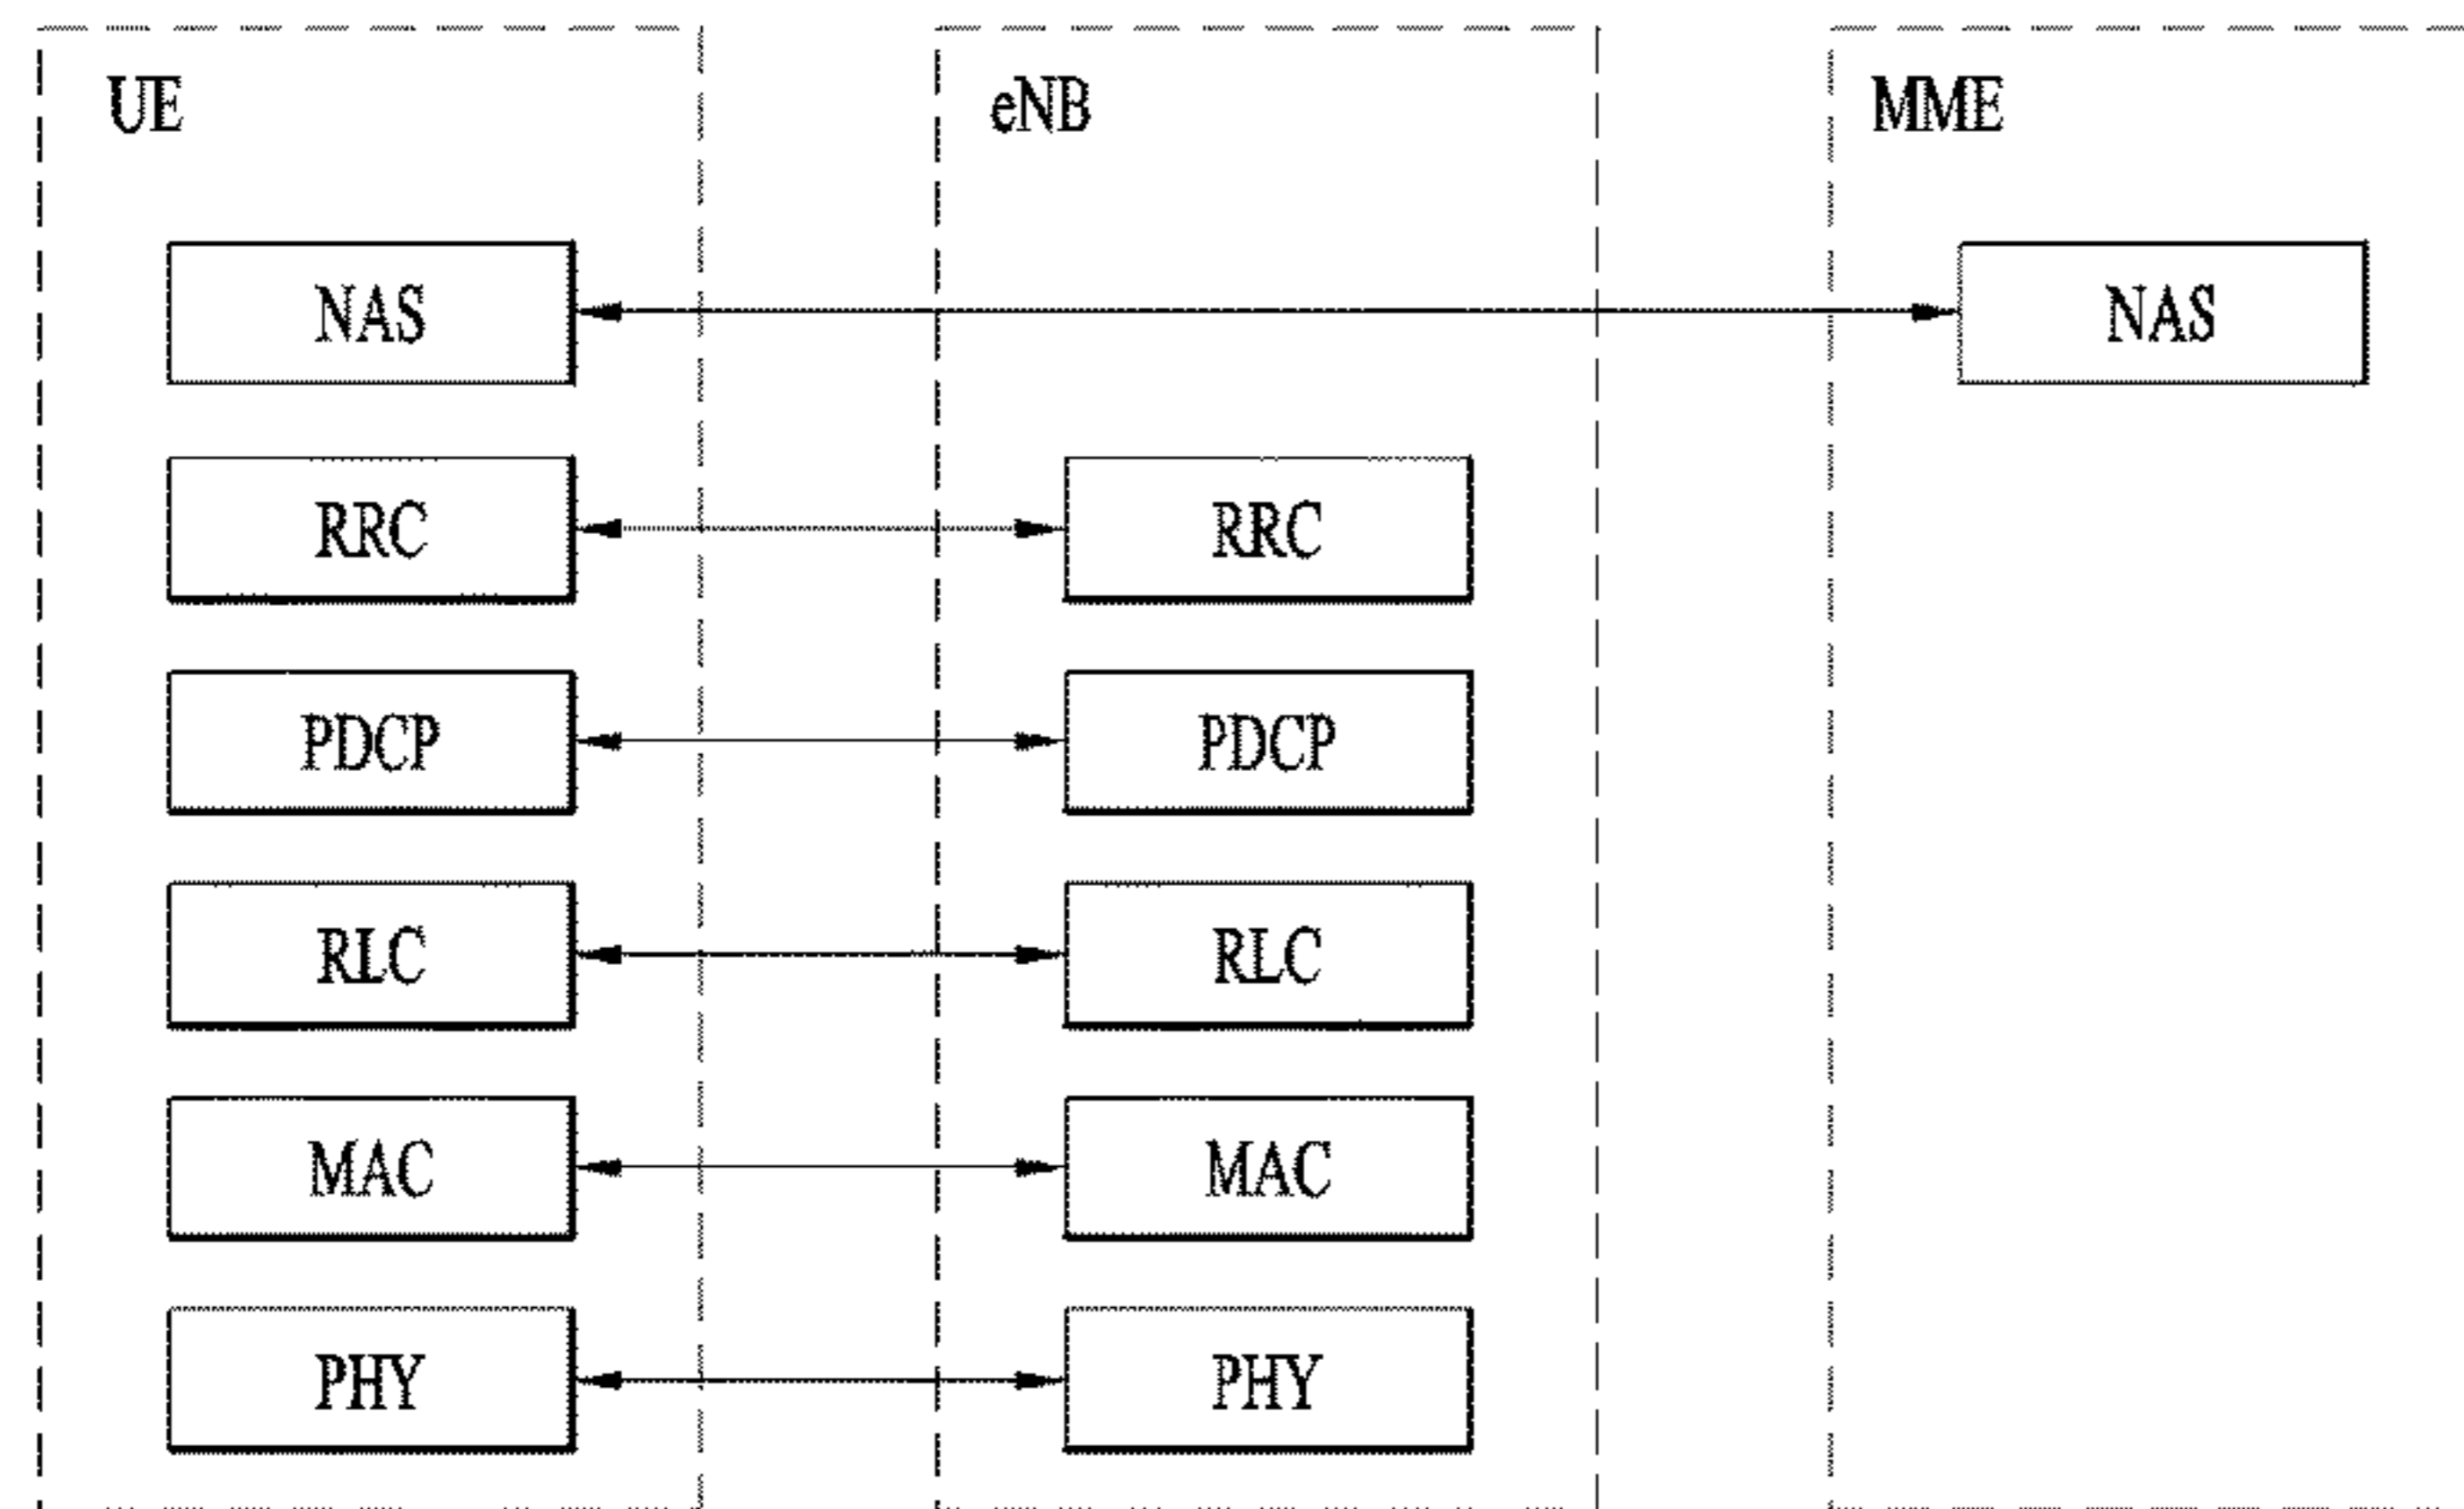 UE eNB MME
NAS NAS
RRC RRC
PDCP PDCP
RLC RLC
MAC MAC
PHY PHY